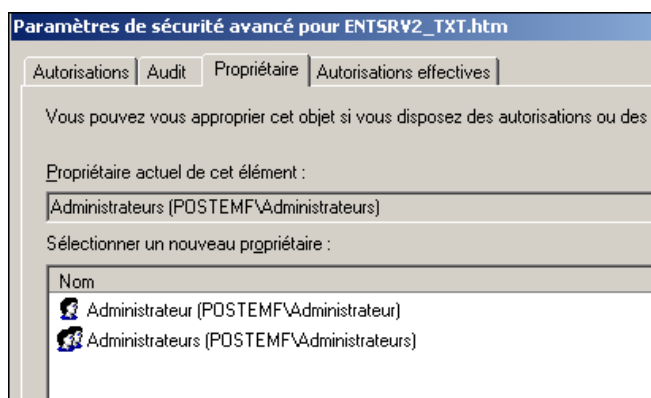 Paramètres de sécurité avancé pour ENTSRV2_TXT.htm
Autorisations Audit Propriétaire Autorisations effectives
Vous pouvez vous approprier cet objet si vous disposez des autorisations ou des
Propriétaire actuel de cet élément :
Administrateurs (POSTEMF\Administrateurs)
Sélectionner un nouveau propriétaire :
Nom
Administrateur (POSTEMF\Administrateur)
Administrateurs (POSTEMF\Administrateurs)